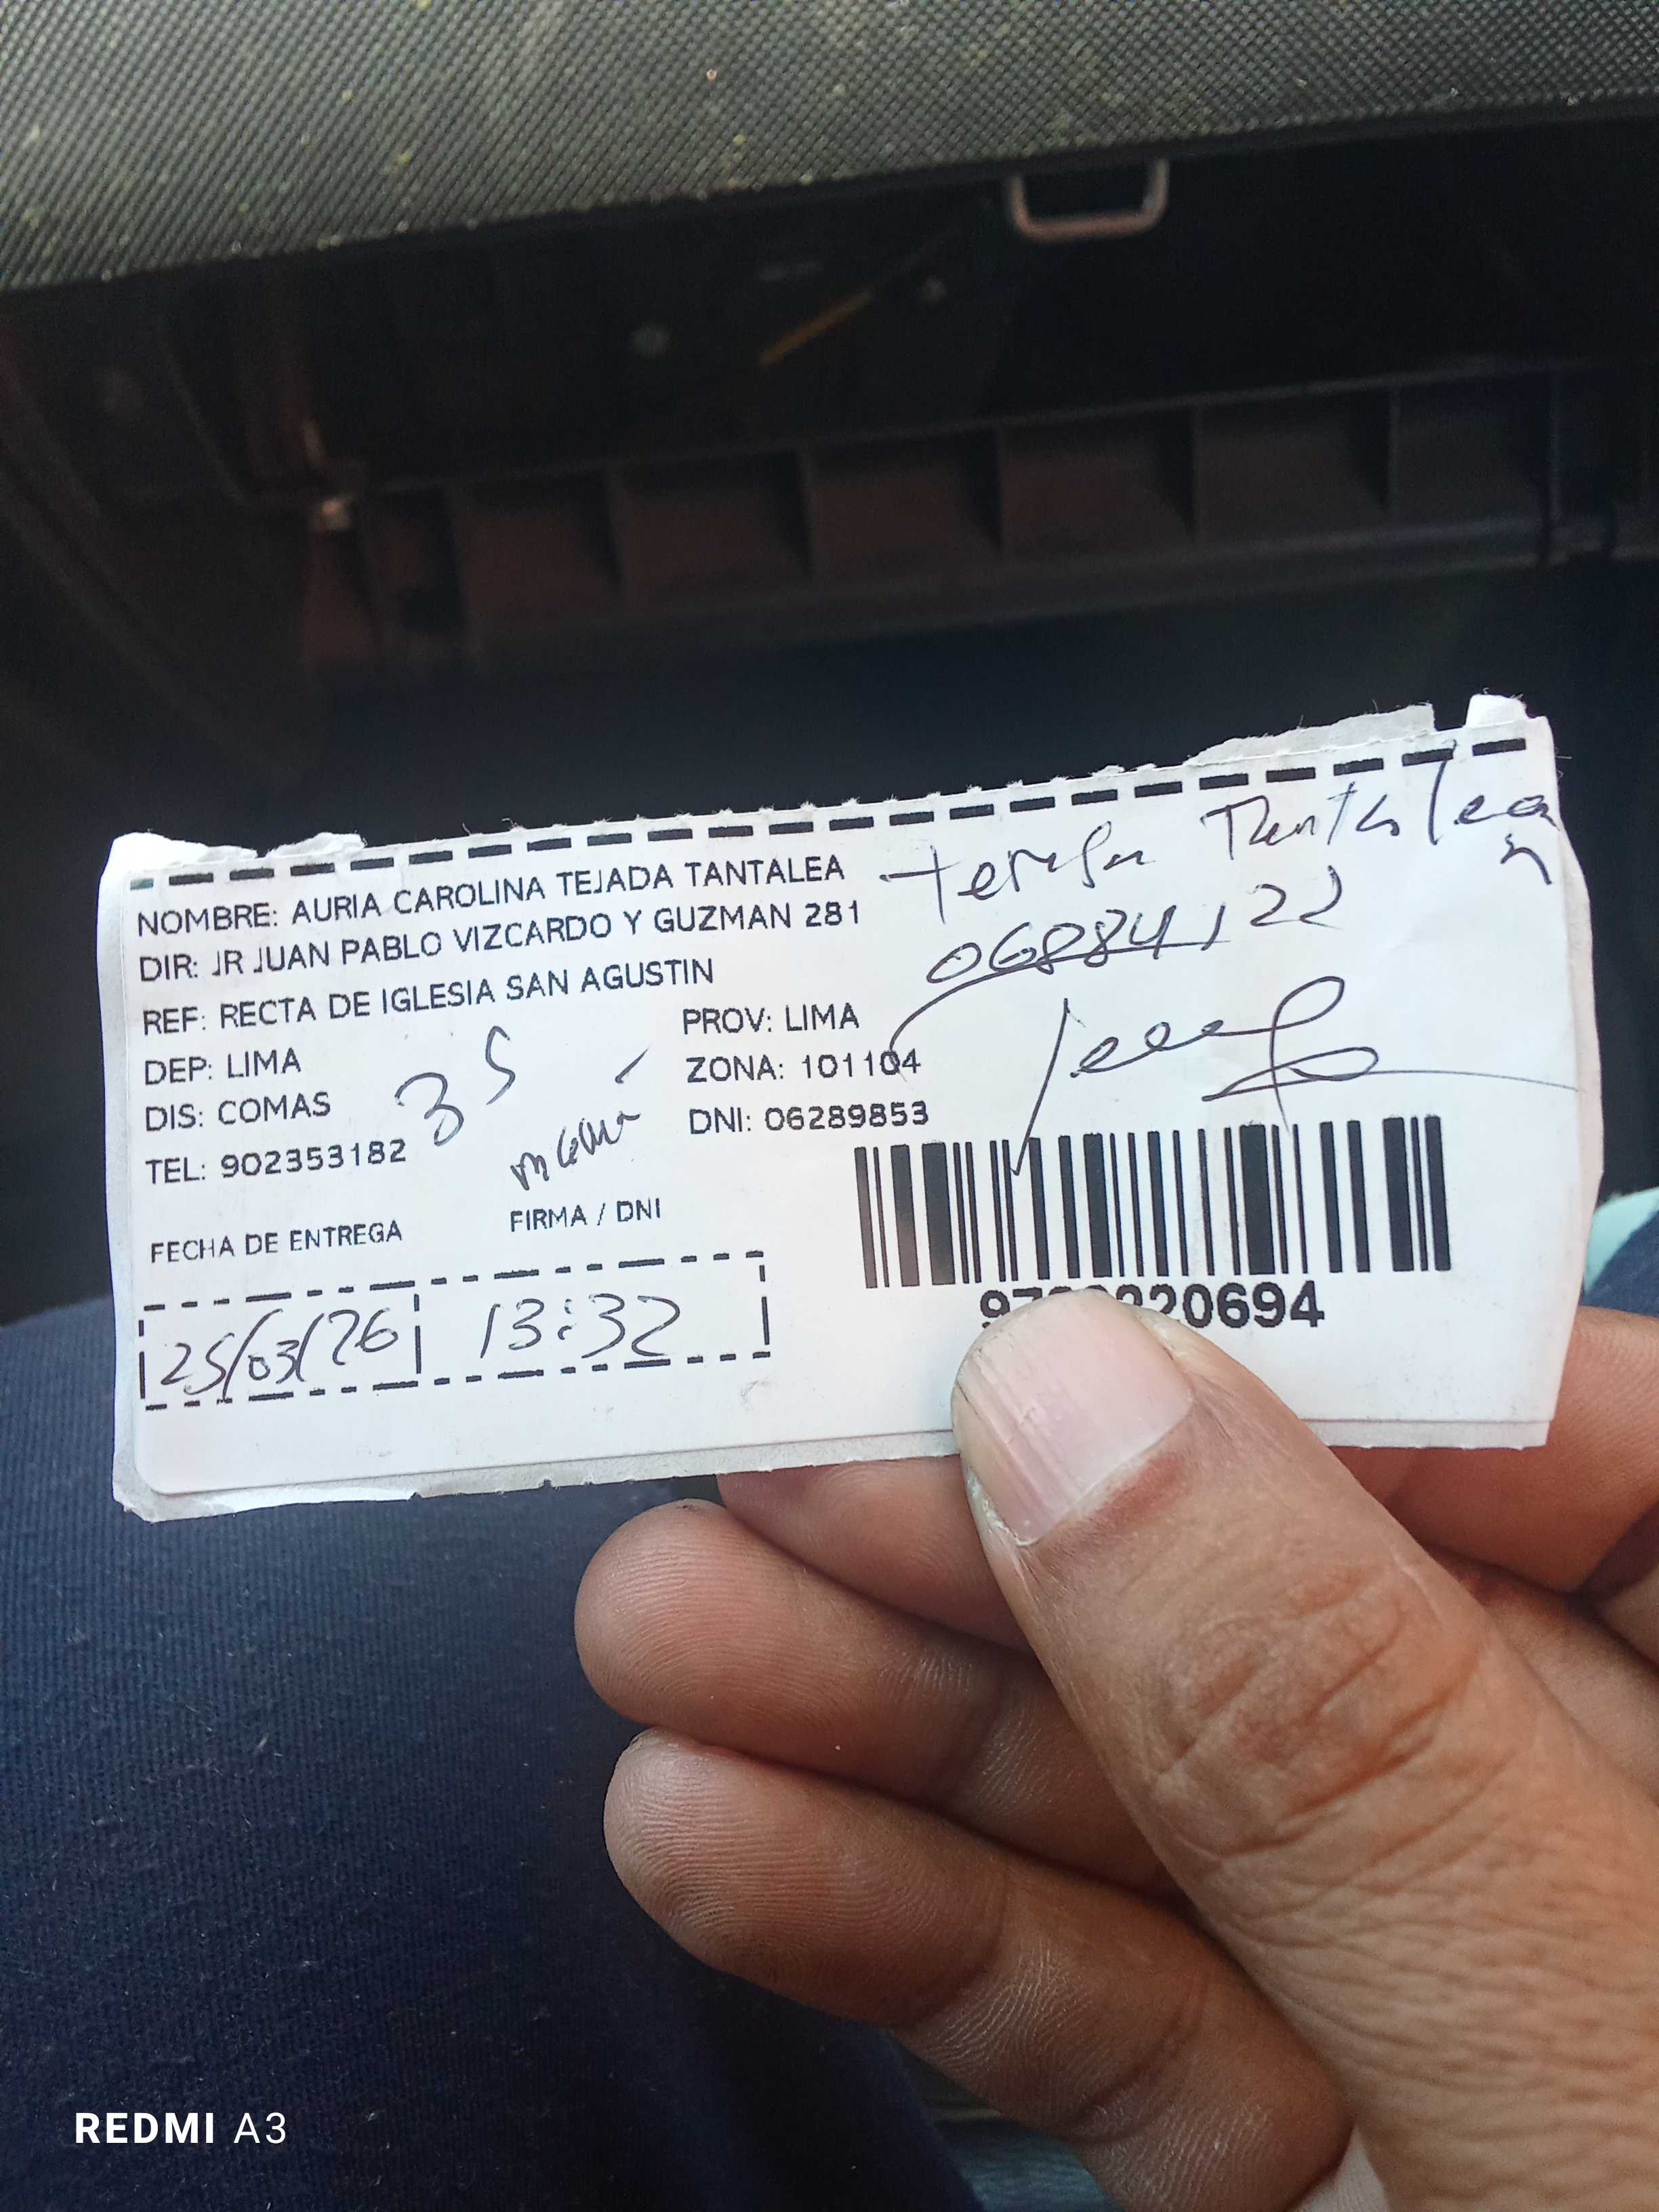 NOMBRE: AURIA CAROLINA TEJADA TANTALEA
DIR: JR JUAN PABLO VIZCARDO Y GUZMAN 281
REF: RECTA DE IGLESIA SAN AGUSTIN
DEP: LIMA
PROV: LIMA
DIS: COMAS
ZONA: 101104
TEL: 902353182
DNI: 06289853
35
Tantalean
06884122
FECHA DE ENTREGA
FIRMA / DNI
25/03/26
13:32
20694
REDMI A3